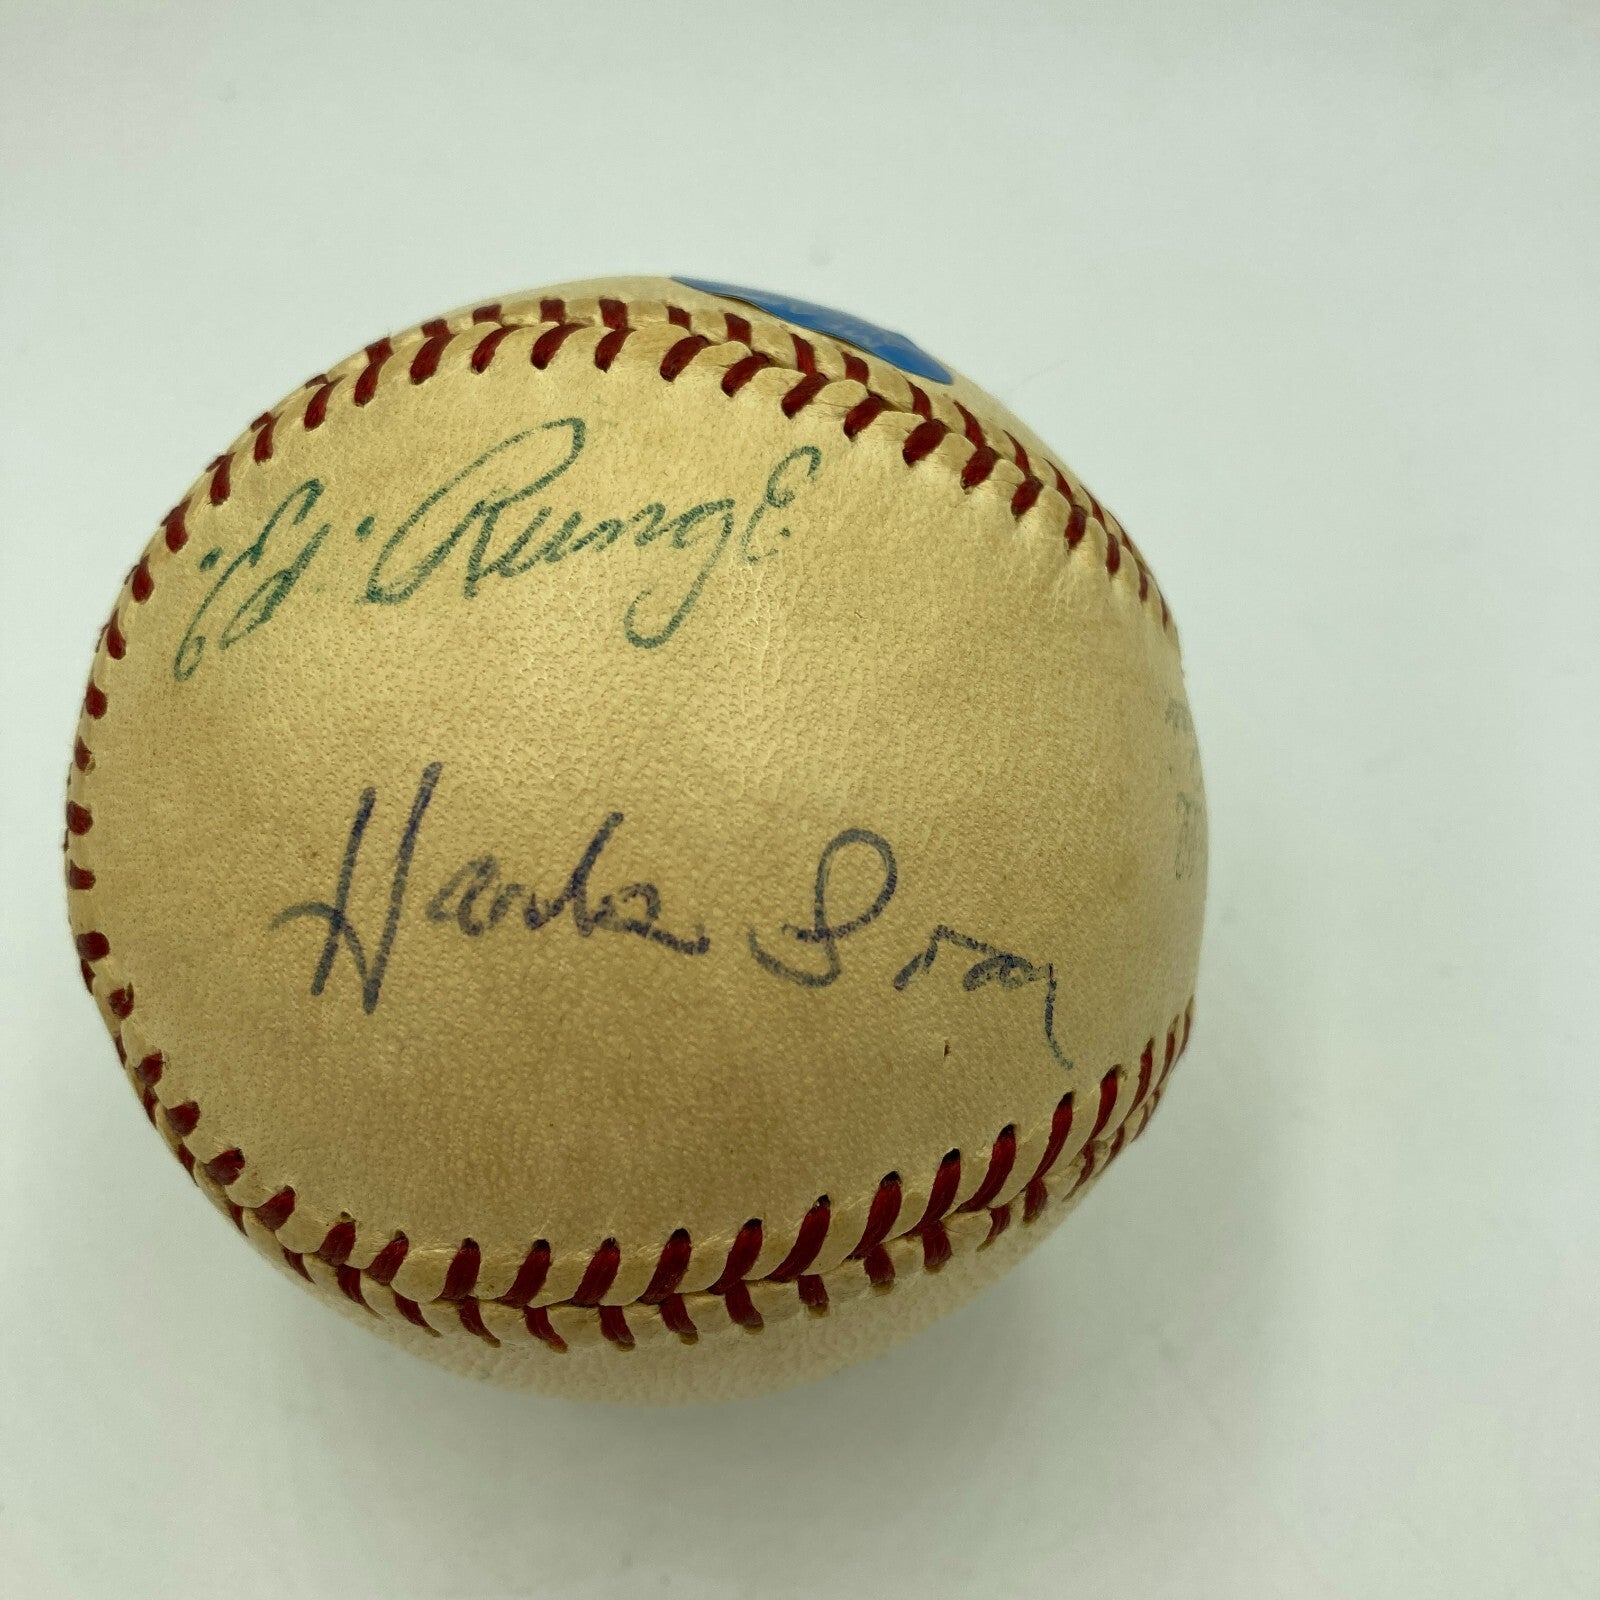 Ed. RungE
Hank Soar